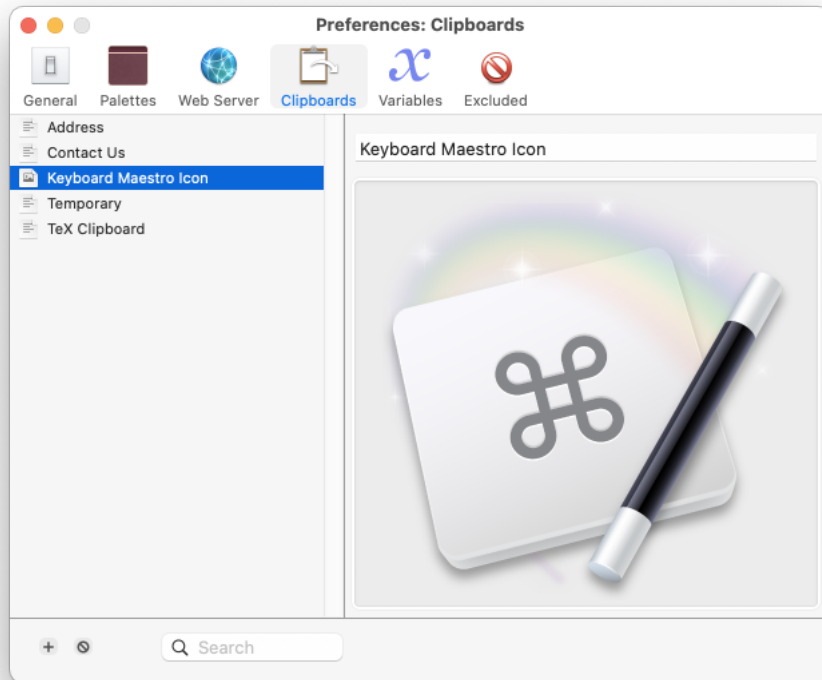 Preferences: Clipboards
General Palettes Web Server Clipboards Variables Excluded
Address
Contact Us
Keyboard Maestro Icon
Temporary
TeX Clipboard
Keyboard Maestro Icon
Search